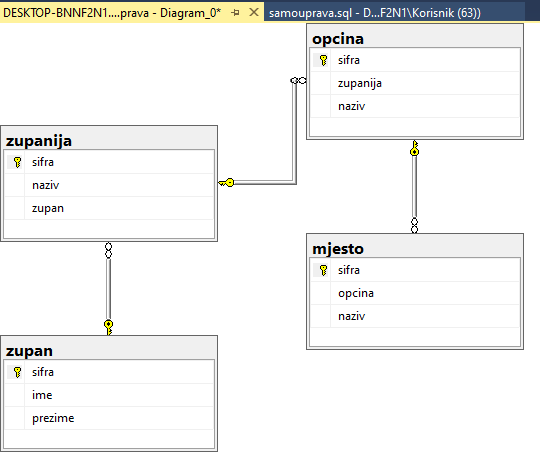 DESKTOP-BNNF2N1....prava - Diagram_0*
samouprava.sql - D...F2N1\Korisnik (63))
opcina
sifra
zupanija
naziv
zupanija
sifra
naziv
zupan
mjesto
sifra
opcina
naziv
zupan
sifra
ime
prezime